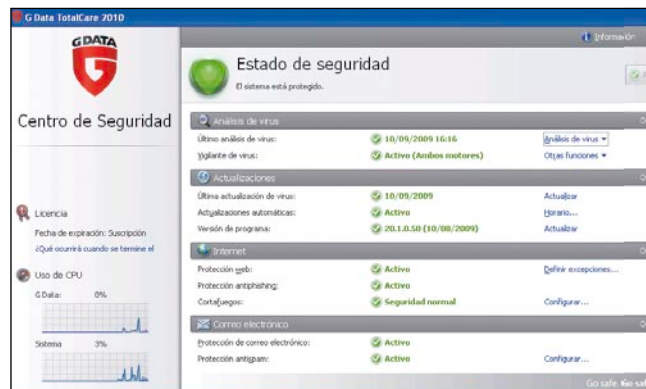 G Data TotalCare 2010
GDATA
G
Información
Estado de seguridad
El sistema está protegido.
Centro de Seguridad
Análisis de virus
Último análisis de virus: 10/09/2009 16:16 Análisis de virus
Vigilante de virus: Activo (Ambos motores) Otras funciones
Actualizaciones
Última actualización de virus: 10/09/2009 Actualizar
Actualizaciones automáticas: Activo Horario...
Versión de programa: 20.1.0.50 (10/08/2009) Actualizar
Licencia
Fecha de expiración: Suscripción
¿Qué ocurrirá cuando se termine el
Internet
Protección web: Activo Definir excepciones...
Protección antiphishing: Activo
Cortafuegos: Seguridad normal Configurar...
Uso de CPU
G Data: 0%
Sistema 3%
Correo electrónico
Protección de correo electrónico: Activo
Protección antispam: Activo Configurar...
Go safe. Go saf